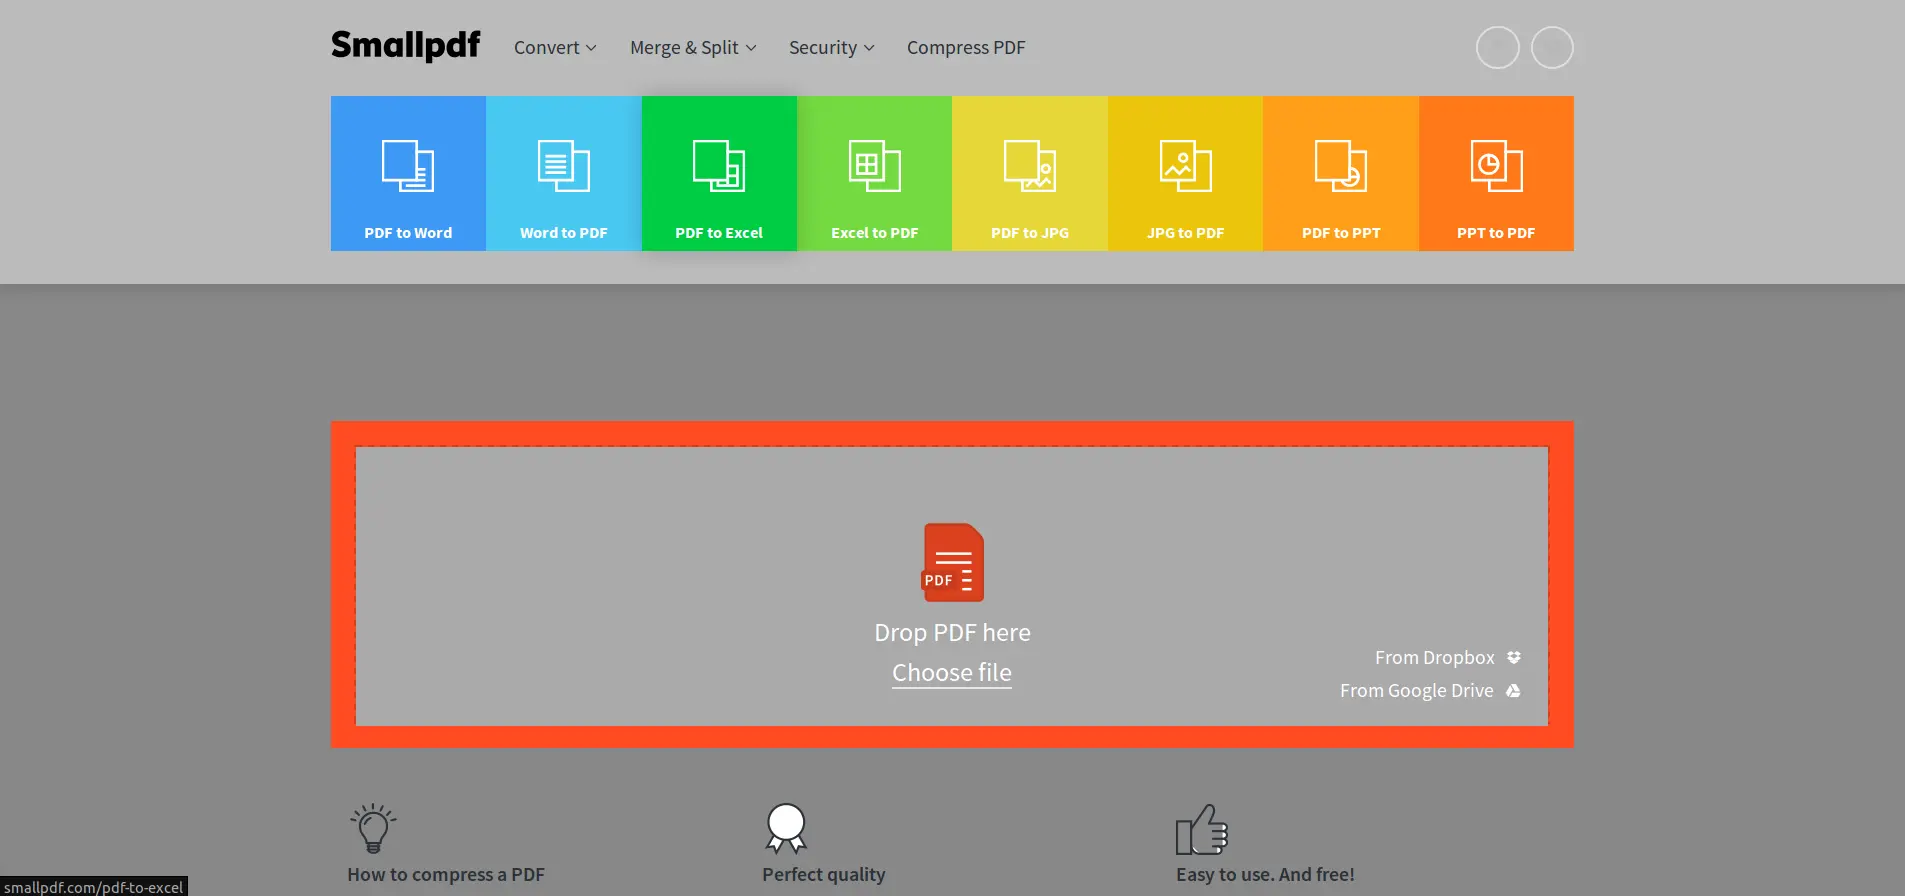 Smallpdf
Convert
Merge & Split
Security
Compress PDF
PDF to Word
Word to PDF
PDF to Excel
Excel to PDF
PDF to JPG
JPG to PDF
PDF to PPT
PPT to PDF
PDF
Drop PDF here
Choose file
From Dropbox
From Google Drive
How to compress a PDF
Perfect quality
Easy to use. And free!
smallpdf.com/pdf-to-excel